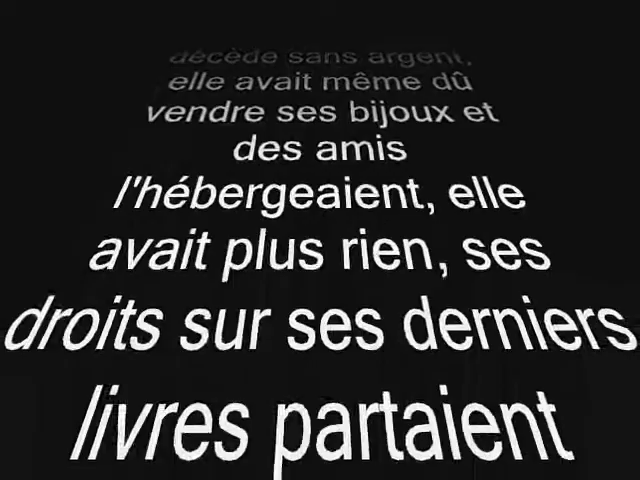 décède sans argent,
elle avait même dû
vendre ses bijoux et
des amis
l'hébergeaient, elle
avait plus rien, ses
droits sur ses derniers
livres partaient